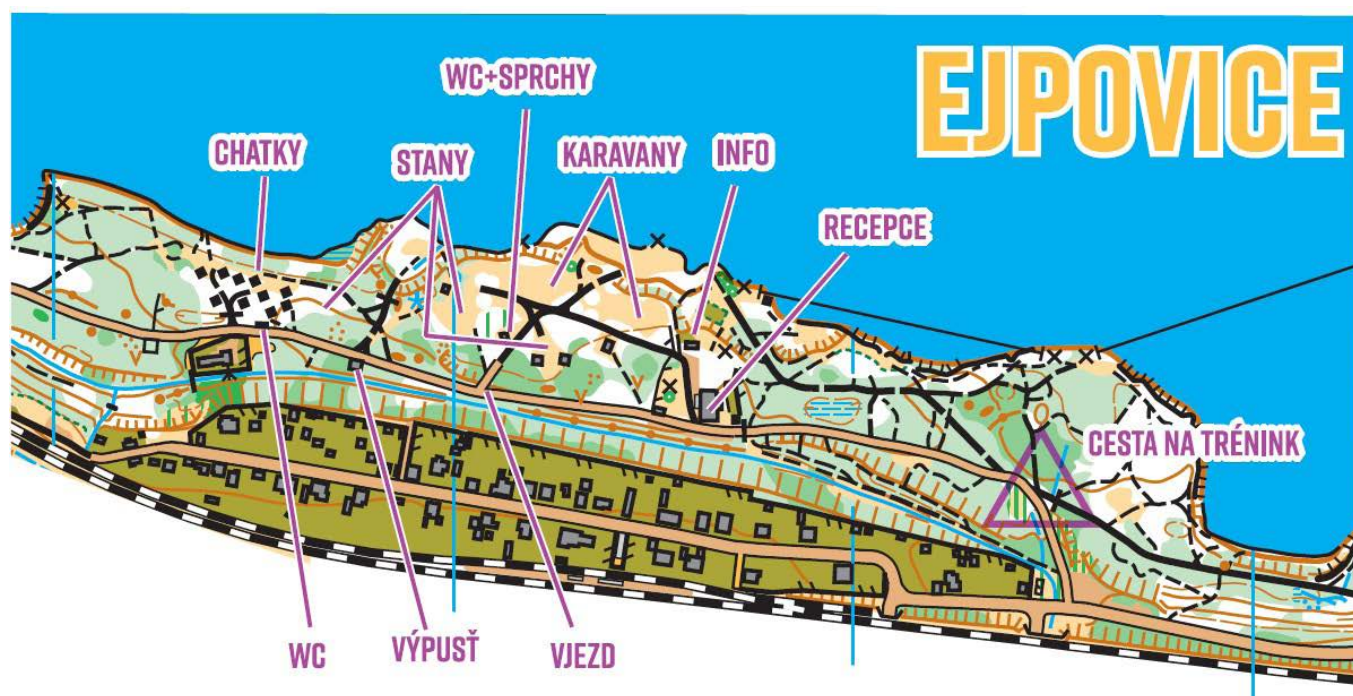 EJPOVICE
WC+SPRCHY
CHATKY
STANY
KARAVANY
INFO
RECEPCE
CESTA NA TRÉNINK
WC
VÝPUSŤ
VJEZD